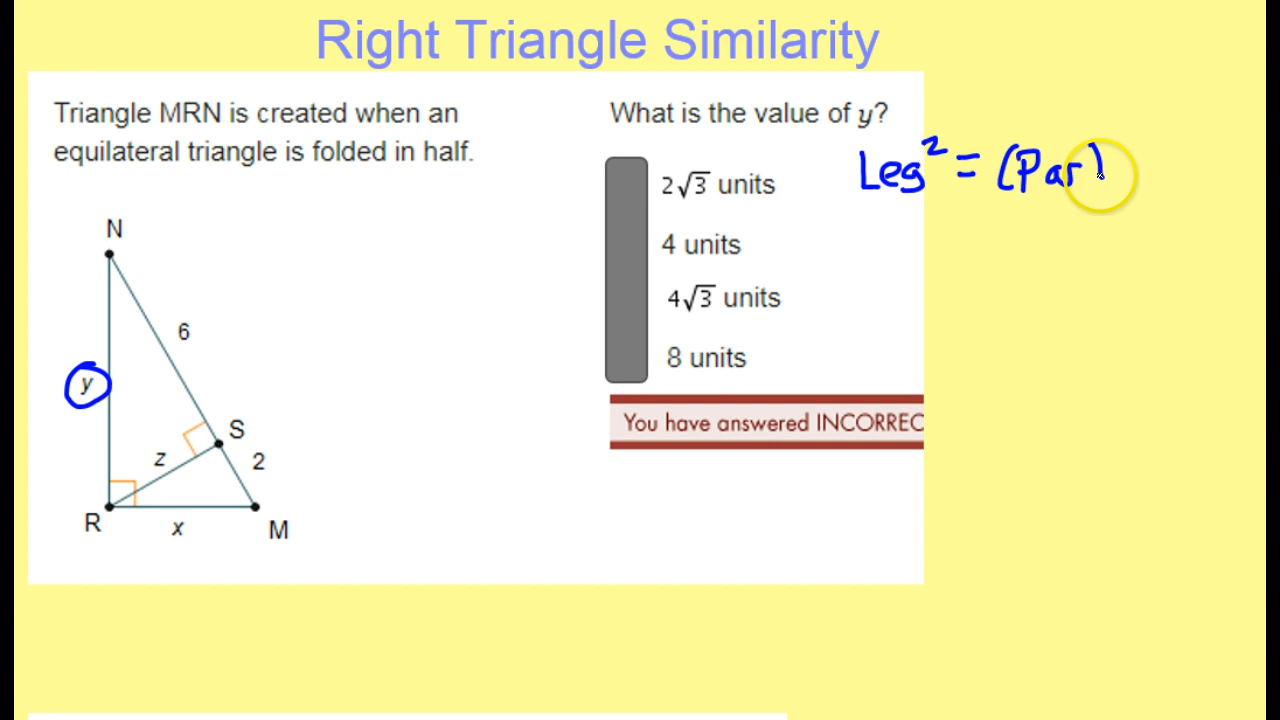 Right Triangle Similarity
Triangle MRN is created when an
equilateral triangle is folded in half.
What is the value of y?
2√3 units
4 units
4√3 units
8 units
You have answered INCORREC
Leg² = (Par)
N
6
y
S
z
2
R
x
M